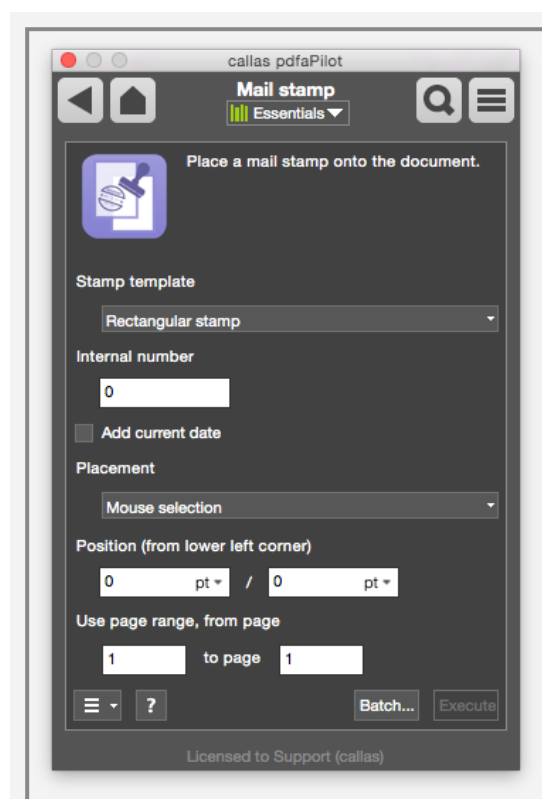 callas pdfaPilot
Mail stamp
Essentials
Place a mail stamp onto the document.
Stamp template
Rectangular stamp
Internal number
0
Add current date
Placement
Mouse selection
Position (from lower left corner)
0 pt / 0 pt
Use page range, from page
1 to page 1
? Batch... Execute
Licensed to Support (callas)